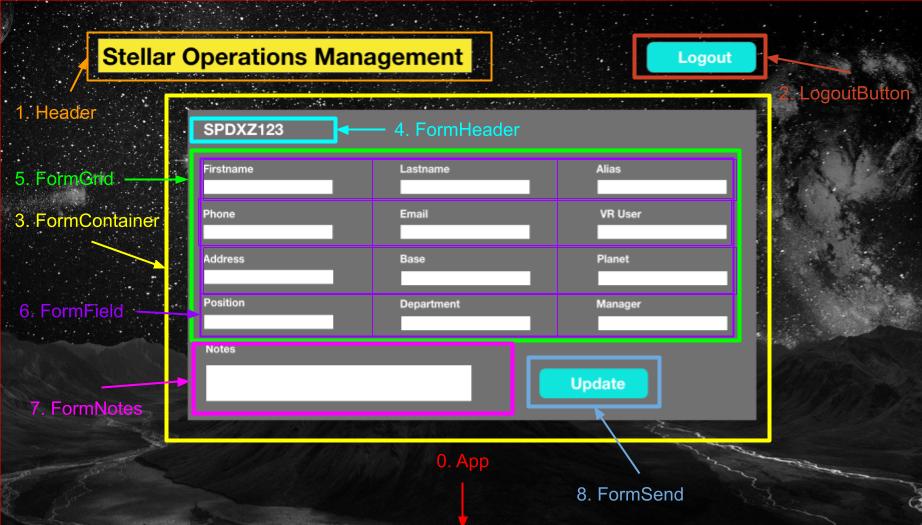 Stellar Operations Management
Logout
1. Header
2. LogoutButton
SPDXZ123
4. FormHeader
5. FormGrid
3. FormContainer
Firstname
Lastname
Alias
Phone
Email
VR User
Address
Base
Planet
6. FormField
Position
Department
Manager
Notes
Update
7. FormNotes
0. App
8. FormSend